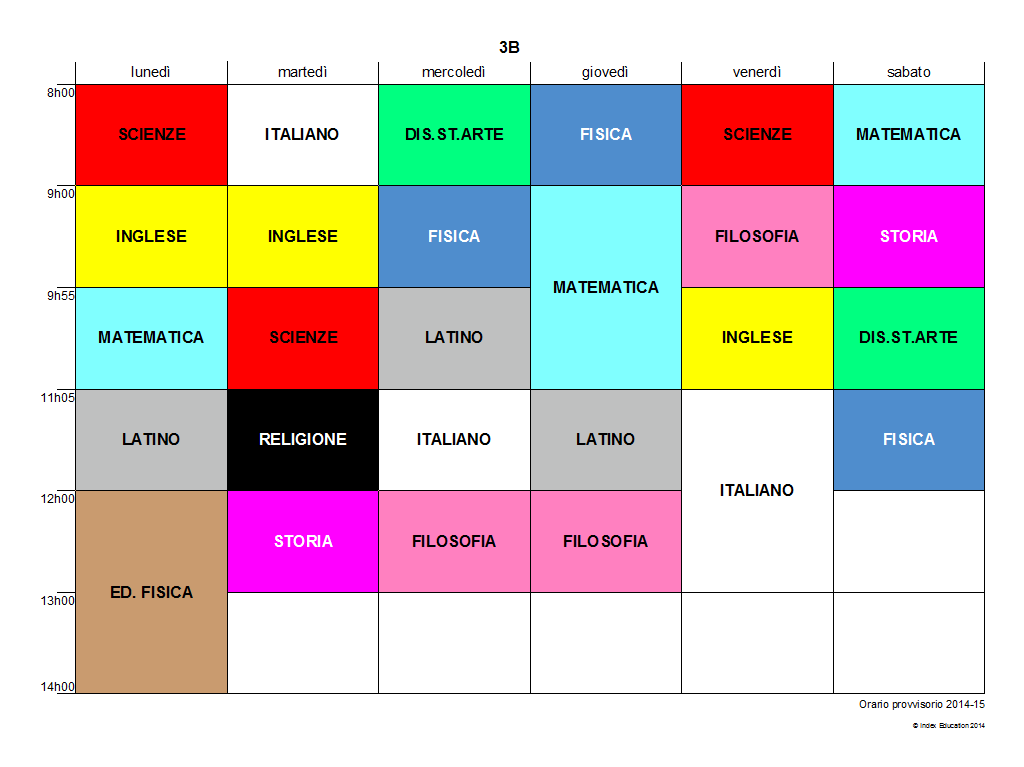 3B
lunedì martedì mercoledì giovedì venerdì sabato
8h00
SCIENZE ITALIANO DIS.ST.ARTE FISICA SCIENZE MATEMATICA
9h00
INGLESE INGLESE FISICA MATEMATICA FILOSOFIA STORIA
9h55
MATEMATICA SCIENZE LATINO INGLESE DIS.ST.ARTE
11h05
LATINO RELIGIONE ITALIANO LATINO ITALIANO FISICA
12h00
ED. FISICA STORIA FILOSOFIA FILOSOFIA
13h00
14h00
Orario provvisorio 2014-15
© Index Education 2014